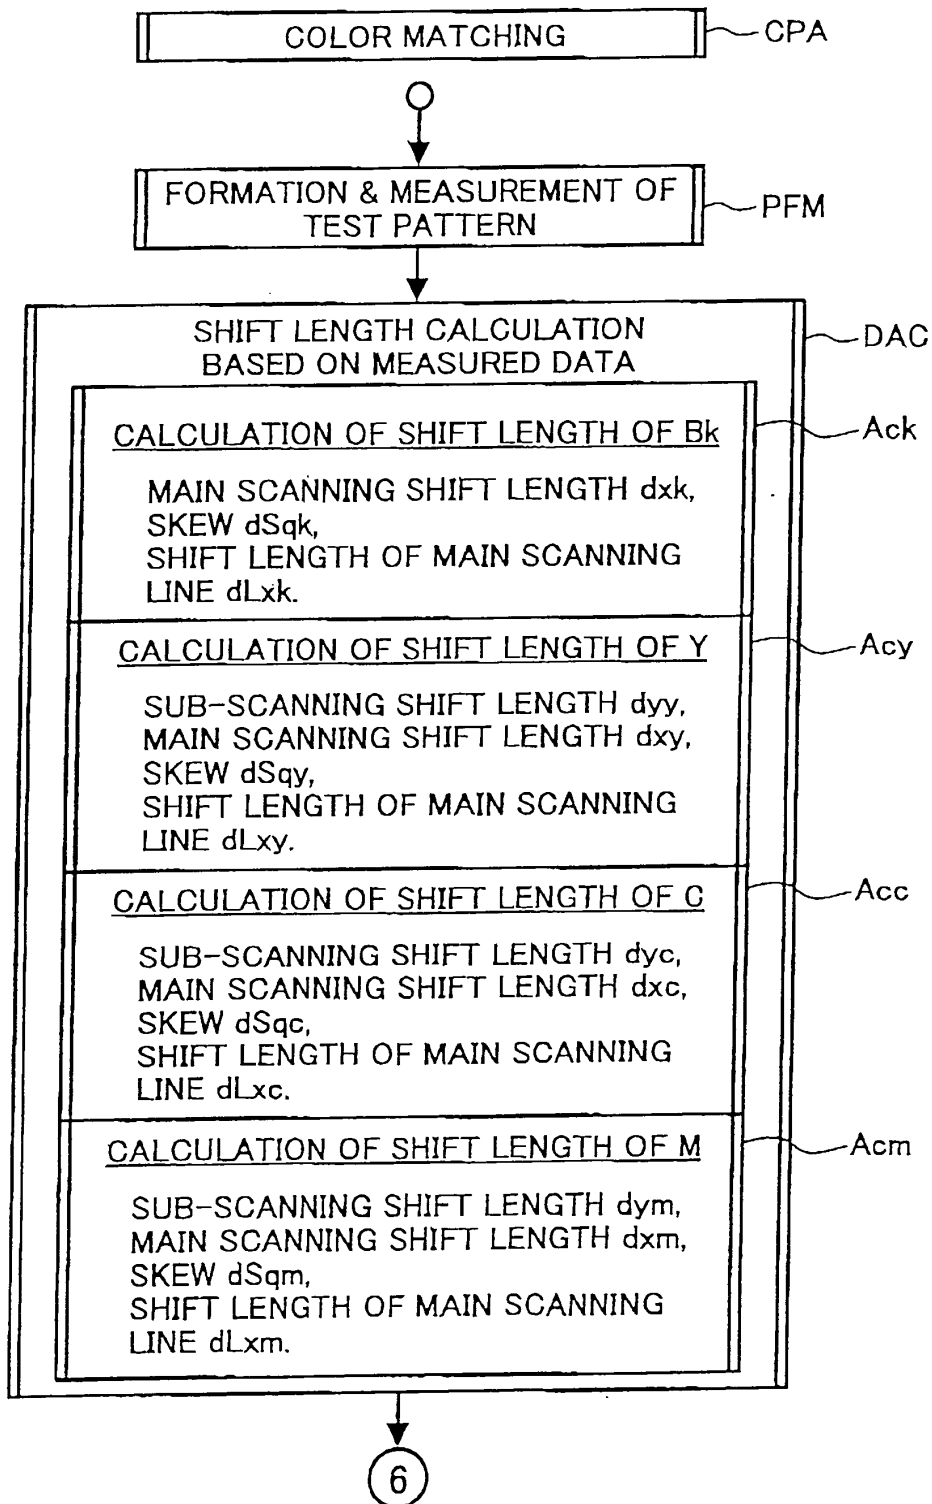 COLOR MATCHING
CPA
FORMATION & MEASUREMENT OF
TEST PATTERN
PFM
SHIFT LENGTH CALCULATION
BASED ON MEASURED DATA
DAC
CALCULATION OF SHIFT LENGTH OF Bk
Ack
MAIN SCANNING SHIFT LENGTH dxk,
SKEW dSqk,
SHIFT LENGTH OF MAIN SCANNING
LINE dLxk.
CALCULATION OF SHIFT LENGTH OF Y
Acy
SUB-SCANNING SHIFT LENGTH dyy,
MAIN SCANNING SHIFT LENGTH dxy,
SKEW dSqy,
SHIFT LENGTH OF MAIN SCANNING
LINE dLxy.
CALCULATION OF SHIFT LENGTH OF C
Acc
SUB-SCANNING SHIFT LENGTH dyc,
MAIN SCANNING SHIFT LENGTH dxc,
SKEW dSqc,
SHIFT LENGTH OF MAIN SCANNING
LINE dLxc.
CALCULATION OF SHIFT LENGTH OF M
Acm
SUB-SCANNING SHIFT LENGTH dym,
MAIN SCANNING SHIFT LENGTH dxm,
SKEW dSqm,
SHIFT LENGTH OF MAIN SCANNING
LINE dLxm.
6